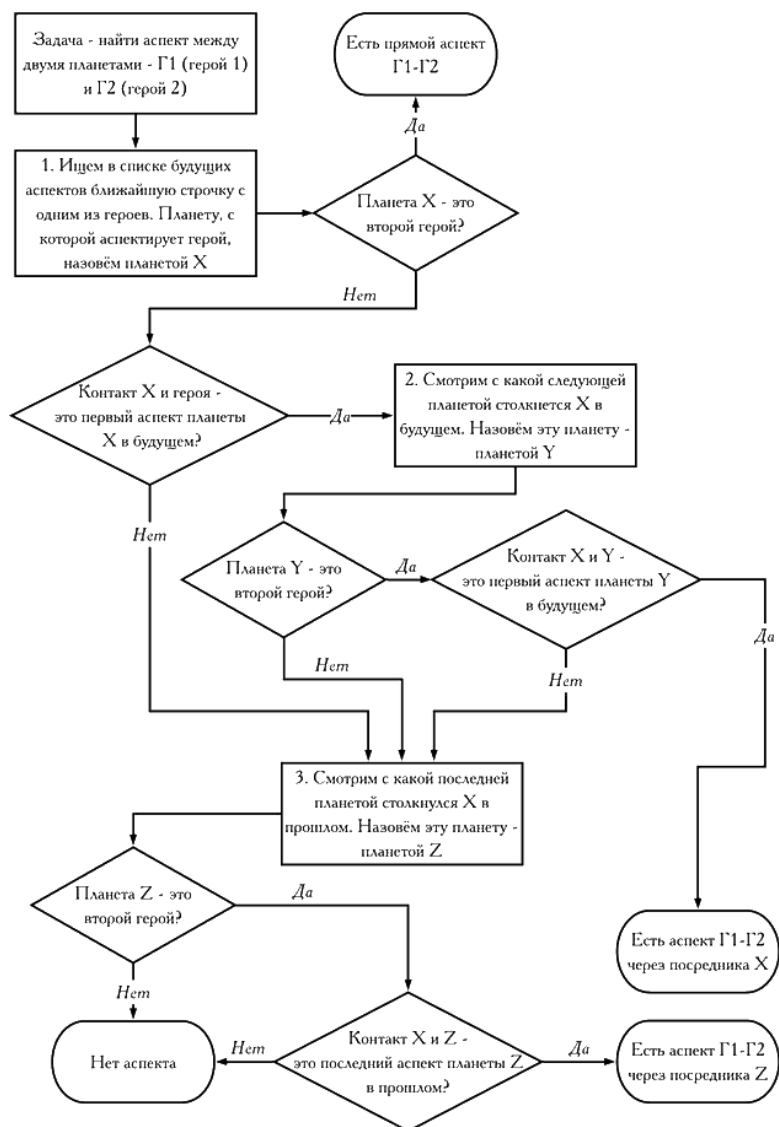 Задача - найти аспект между
двумя планетами - Г1 (герой 1)
и Г2 (герой 2)
Есть прямой аспект
Г1-Г2
Да
1. Ищем в списке будущих
аспектов ближайшую строчку с
одним из героев. Планету, с
которой аспектирует герой,
назовём планетой X
Планета X - это
второй герой?
Нет
Контакт X и героя -
это первый аспект планеты
X в будущем?
Да
2. Смотрим с какой следующей
планетой столкнется X в
будущем. Назовём эту планету -
планетой Y
Нет
Планета Y - это
второй герой?
Да
Контакт X и Y -
это первый аспект планеты Y
в будущем?
Да
Нет
Нет
3. Смотрим с какой последней
планетой столкнулся X в
прошлом. Назовём эту планету -
планетой Z
Планета Z - это
второй герой?
Да
Есть аспект Г1-Г2
через посредника X
Нет
Нет аспекта
Нет
Контакт X и Z -
это последний аспект планеты Z
в прошлом?
Да
Есть аспект Г1-Г2
через посредника Z